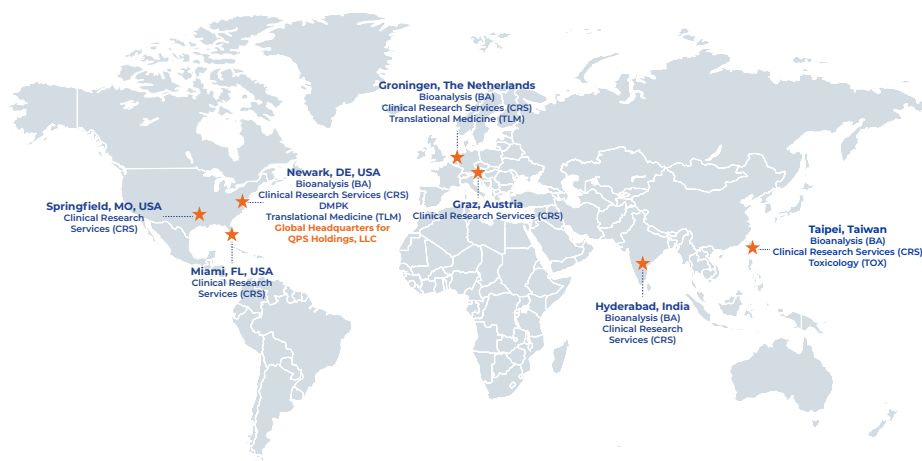 Groningen, The Netherlands
Bioanalysis (BA)
Clinical Research Services (CRS)
Translational Medicine (TLM)
Newark, DE, USA
Bioanalysis (BA)
Clinical Research Services (CRS)
DMPK
Translational Medicine (TLM)
Global Headquarters for
QPS Holdings, LLC
Springfield, MO, USA
Clinical Research
Services (CRS)
Graz, Austria
Clinical Research Services (CRS)
Taipei, Taiwan
Bioanalysis (BA)
Clinical Research Services (CRS)
Toxicology (TOX)
Miami, FL, USA
Clinical Research
Services (CRS)
Hyderabad, India
Bioanalysis (BA)
Clinical Research
Services (CRS)